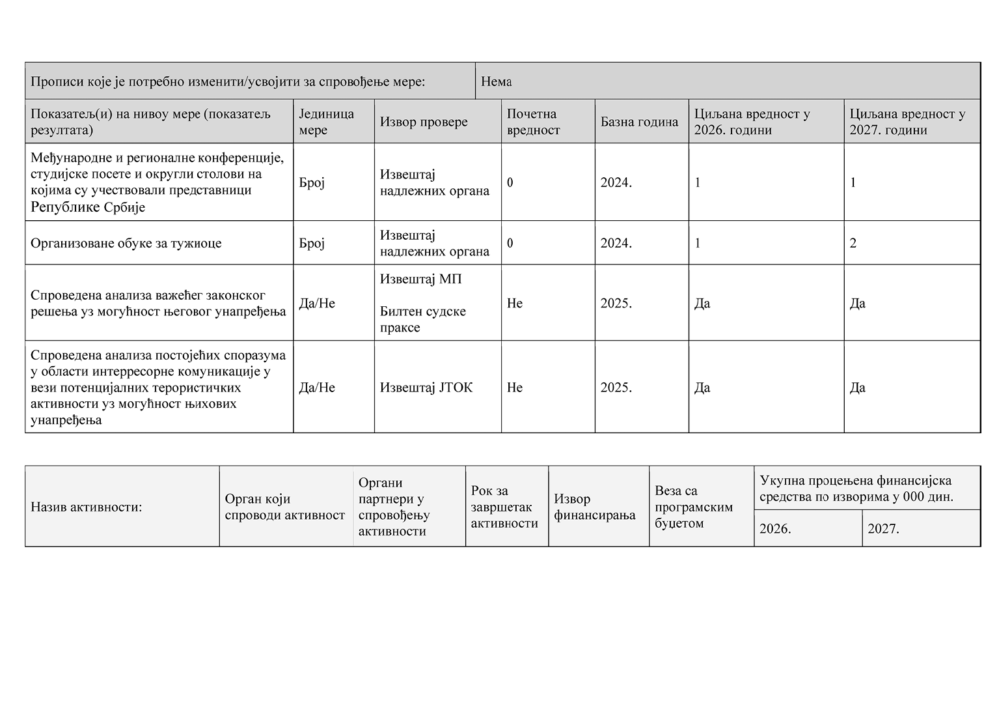 Прописи које је потребно изменити/усвојити за спровођење мере:
Нема
Показатељ(и) на нивоу мере (показатељ
резултата)
Јединица
мере
Извор провере
Почетна
вредност
Базна година
Циљана вредност у
2026. години
Циљана вредност у
2027. години
Међународне и регионалне конференције,
студијске посете и округли столови на
којима су учествовали представници
Републике Србије
Број
Извештај
надлежних органа
0
2024.
1
1
Организоване обуке за тужиоце
Број
Извештај
надлежних органа
0
2024.
1
2
Спроведена анализа важећег законског
решења уз могућност његовог унапређења
Да/Не
Извештај МП
Билтен судске
праксе
Не
2025.
Да
Да
Спроведена анализа постојећих споразума
у области интерресорне комуникације у
вези потенцијалних терористичких
активности уз могућност њихових
унапређења
Да/Не
Извештај ЈТОК
Не
2025.
Да
Да
Назив активности:
Орган који
спроводи активност
Органи
партнери у
спровођењу
активности
Рок за
завршетак
активности
Извор
финансирања
Веза са
програмским
буџетом
Укупна процењена финансијска
средства по изворима у 000 дин.
2026.
2027.